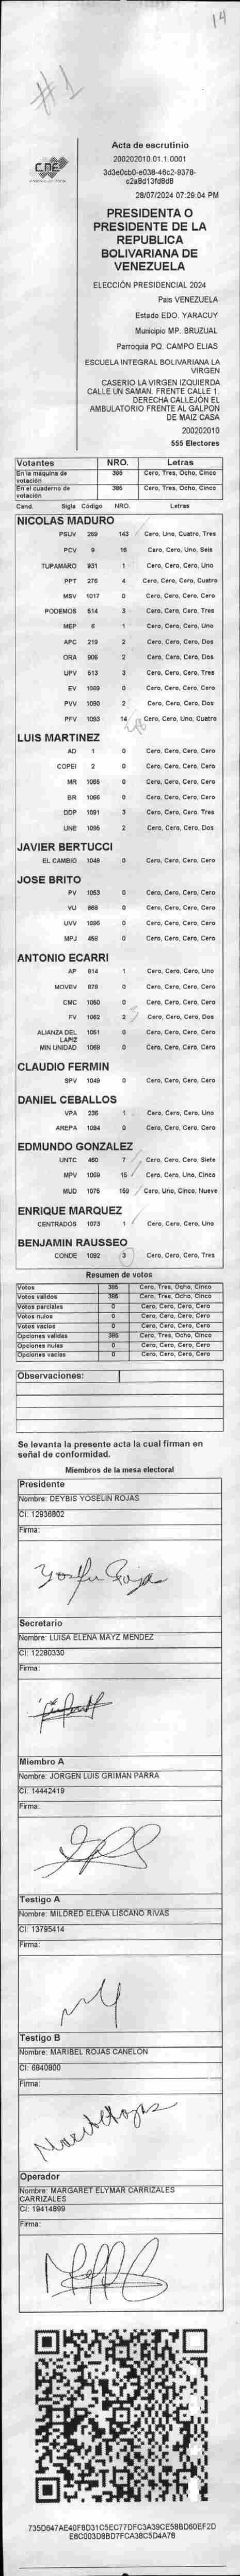 14
#1
Acta de escrutinio
CNE
200202010.01.1.0001
3d3e0cb0-e038-46c2-9378-
c2a8d13fd8d8
28/07/2024 07:29:04 PM
PRESIDENTA O
PRESIDENTE DE LA
REPUBLICA
BOLIVARIANA DE
VENEZUELA
ELECCIÓN PRESIDENCIAL 2024
Pais VENEZUELA
Estado EDO. YARACUY
Municipio MP. BRUZUAL
Parroquia PQ. CAMPO ELIAS
ESCUELA INTEGRAL BOLIVARIANA LA
VIRGEN
CASERIO LA VIRGEN IZQUIERDA
CALLE UN SAMAN. FRENTE CALLE 1.
DERECHA CALLEJÓN EL
AMBULATORIO FRENTE AL GALPON
DE MAIZ CASA
200202010
555 Electores
Votantes NRO. Letras
En la máquina de votación 385 Cero, Tres, Ocho, Cinco
En el cuaderno de votación 385 Cero, Tres, Ocho, Cinco
Cand. Sigla Código NRO. Letras
NICOLAS MADURO
PSUV 269 143 Cero, Uno, Cuatro, Tres
PCV 9 16 Cero, Cero, Uno, Seis
TUPAMARO 931 1 Cero, Cero, Cero, Uno
PPT 276 4 Cero, Cero, Cero, Cuatro
MSV 1017 0 Cero, Cero, Cero, Cero
PODEMOS 514 3 Cero, Cero, Cero, Tres
MEP 6 1 Cero, Cero, Cero, Uno
APC 219 2 Cero, Cero, Cero, Dos
ORA 906 2 Cero, Cero, Cero, Dos
UPV 513 3 Cero, Cero, Cero, Tres
EV 1089 0 Cero, Cero, Cero, Cero
PVV 1090 2 Cero, Cero, Cero, Dos
PFV 1093 14 Cero, Cero, Uno, Cuatro
LUIS MARTINEZ
AD 1 0 Cero, Cero, Cero, Cero
COPEI 2 0 Cero, Cero, Cero, Cero
MR 1065 0 Cero, Cero, Cero, Cero
BR 1066 0 Cero, Cero, Cero, Cero
DDP 1091 3 Cero, Cero, Cero, Tres
UNE 1095 2 Cero, Cero, Cero, Dos
JAVIER BERTUCCI
EL CAMBIO 1048 0 Cero, Cero, Cero, Cero
JOSE BRITO
PV 1053 0 Cero, Cero, Cero, Cero
VU 868 0 Cero, Cero, Cero, Cero
UVV 1096 0 Cero, Cero, Cero, Cero
MPJ 458 0 Cero, Cero, Cero, Cero
ANTONIO ECARRI
AP 814 1 Cero, Cero, Cero, Uno
MOVEV 878 0 Cero, Cero, Cero, Cero
CMC 1050 0 Cero, Cero, Cero, Cero
FV 1062 2 3 Cero, Cero, Cero, Dos
ALIANZA DEL LAPIZ 1051 0 Cero, Cero, Cero, Cero
MIN UNIDAD 1069 0 Cero, Cero, Cero, Cero
CLAUDIO FERMIN
SPV 1049 0 Cero, Cero, Cero, Cero
DANIEL CEBALLOS
VPA 236 1 Cero, Cero, Cero, Uno
AREPA 1094 0 Cero, Cero, Cero, Cero
EDMUNDO GONZALEZ
UNTC 460 7 Cero, Cero, Cero, Siete
MPV 1059 15 Cero, Cero, Uno, Cinco
MUD 1075 159 Cero, Uno, Cinco, Nueve
ENRIQUE MARQUEZ
CENTRADOS 1073 1 Cero, Cero, Cero, Uno
BENJAMIN RAUSSEO
CONDE 1092 3 Cero, Cero, Cero, Tres
Resumen de votos
Votos 385 Cero, Tres, Ocho, Cinco
Votos validos 385 Cero, Tres, Ocho, Cinco
Votos parciales 0 Cero, Cero, Cero, Cero
Votos nulos 0 Cero, Cero, Cero, Cero
Votos vacios 0 Cero, Cero, Cero, Cero
Opciones validas 385 Cero, Tres, Ocho, Cinco
Opciones nulas 0 Cero, Cero, Cero, Cero
Opciones vacias 0 Cero, Cero, Cero, Cero
Observaciones:
Se levanta la presente acta la cual firman en
señal de conformidad.
Miembros de la mesa electoral
Presidente
Nombre: DEYBIS YOSELIN ROJAS
CI: 12936802
Firma:
Secretario
Nombre: LUISA ELENA MAYZ MENDEZ
CI: 12280330
Firma:
Miembro A
Nombre: JORGEN LUIS GRIMAN PARRA
CI: 14442419
Firma:
Testigo A
Nombre: MILDRED ELENA LISCANO RIVAS
CI: 13795414
Firma:
Testigo B
Nombre: MARIBEL ROJAS CANELON
CI: 6840800
Firma:
Operador
Nombre: MARGARET ELYMAR CARRIZALES
CARRIZALES
CI: 19414899
Firma:
735D647AE40F8D31C5EC77DFC3A39CE58BD60EF2D
E6C003D8BD7FCA38C5D4A78